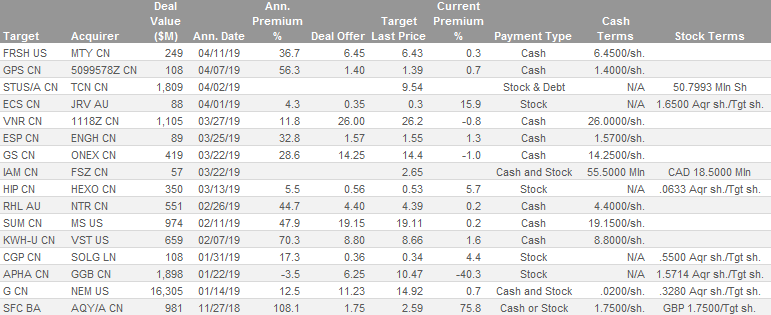 Deal Ann. Current
Value Premium Target Premium Cash
Target Acquirer ($M) Ann. Date % Deal Offer Last Price % Payment Type Terms Stock Terms
FRSH US MTY CN 249 04/11/19 36.7 6.45 6.43 0.3 Cash 6.4500/sh.
GPS CN 5099578Z CN 108 04/07/19 56.3 1.40 1.39 0.7 Cash 1.4000/sh.
STUS/A CN TCN CN 1,809 04/02/19 9.54 Stock & Debt N/A 50.7993 Mln Sh
ECS CN JRV AU 88 04/01/19 4.3 0.35 0.3 15.9 Stock N/A 1.6500 Aqr sh./Tgt sh.
VNR CN 1118Z CN 1,105 03/27/19 11.8 26.00 26.2 -0.8 Cash 26.0000/sh.
ESP CN ENGH CN 89 03/25/19 32.8 1.57 1.55 1.3 Cash 1.5700/sh.
GS CN ONEX CN 419 03/22/19 28.6 14.25 14.4 -1.0 Cash 14.2500/sh.
IAM CN FSZ CN 57 03/22/19 2.65 Cash and Stock 55.5000 Mln CAD 18.5000 Mln
HIP CN HEXO CN 350 03/13/19 5.5 0.56 0.53 5.7 Stock N/A .0633 Aqr sh./Tgt sh.
RHL AU NTR CN 551 02/26/19 44.7 4.40 4.39 0.2 Cash 4.4000/sh.
SUM CN MS US 974 02/11/19 47.9 19.15 19.11 0.2 Cash 19.1500/sh.
KWH-U CN VST US 659 02/07/19 70.3 8.80 8.66 1.6 Cash 8.8000/sh.
CGP CN SOLG LN 108 01/31/19 17.3 0.36 0.34 4.4 Stock N/A .5500 Aqr sh./Tgt sh.
APHA CN GGB CN 1,898 01/22/19 -3.5 6.25 10.47 -40.3 Stock N/A 1.5714 Aqr sh./Tgt sh.
G CN NEM US 16,305 01/14/19 12.5 11.23 14.92 0.7 Cash and Stock .0200/sh. .3280 Aqr sh./Tgt sh.
SFC BA AQY/A CN 981 11/27/18 108.1 1.75 2.59 75.8 Cash or Stock 1.7500/sh. GBP 1.7500/Tgt sh.